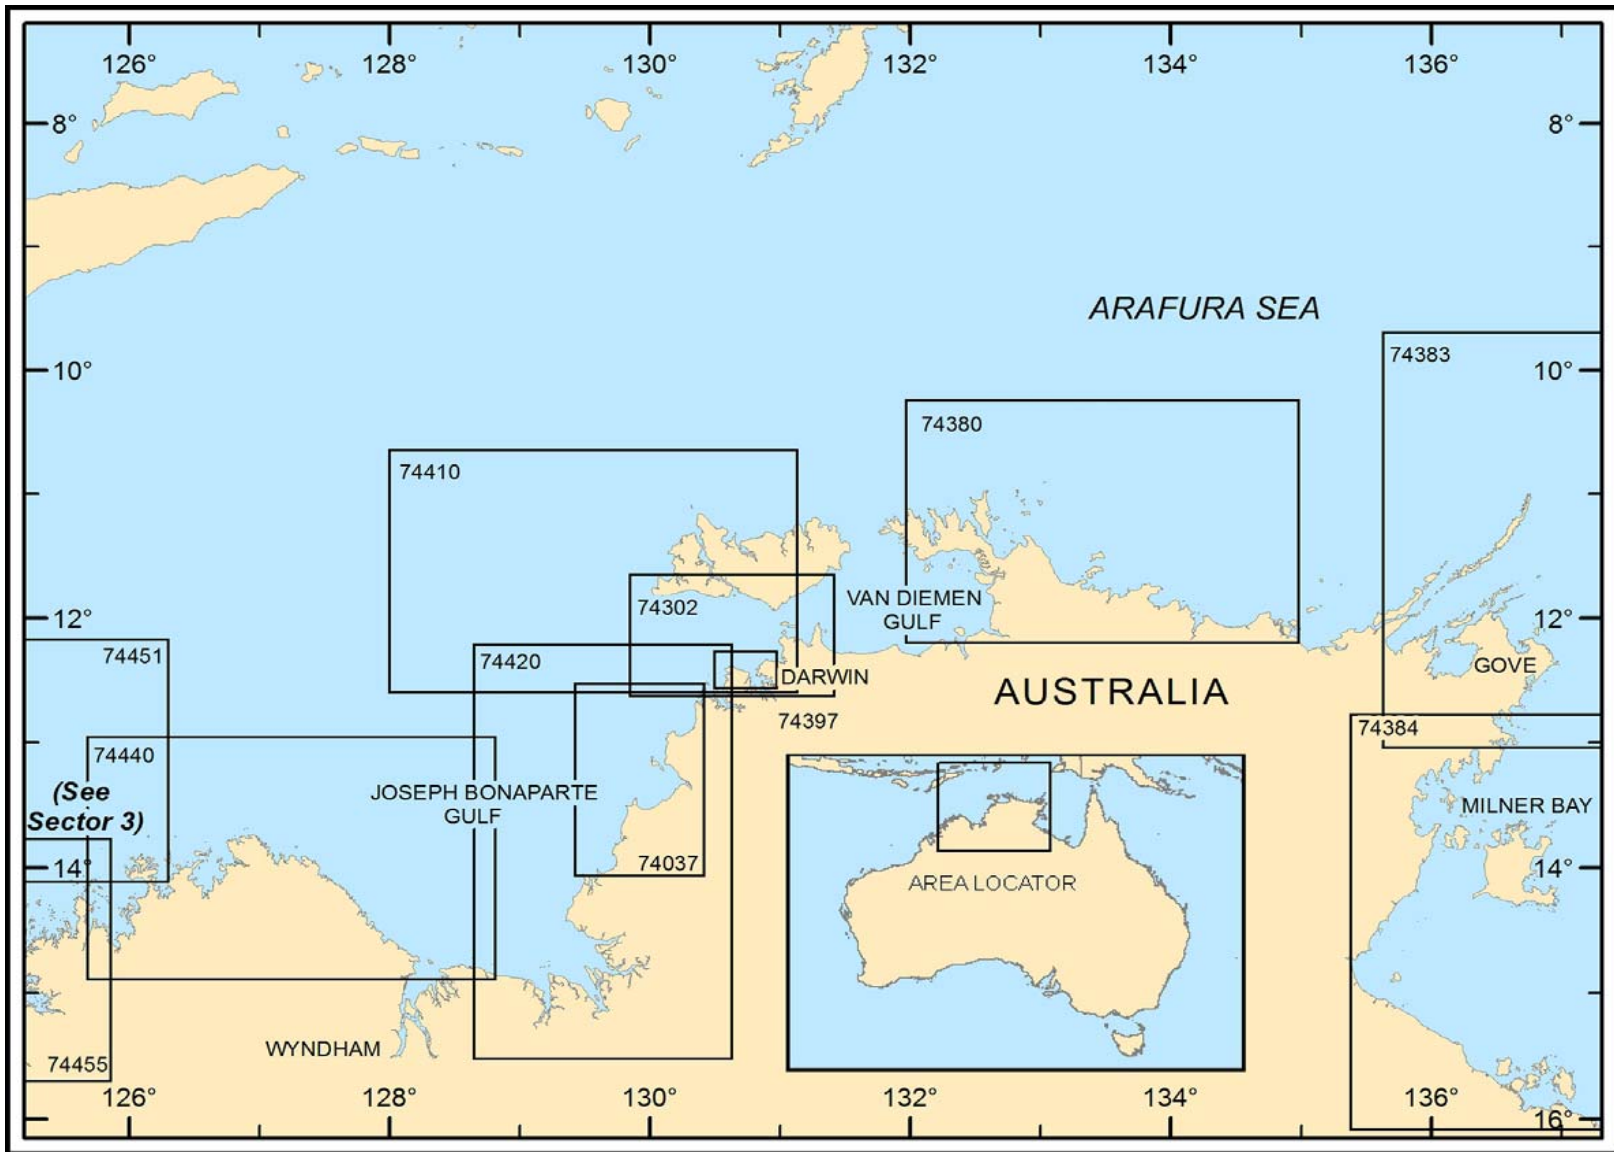 126° 128° 130° 132° 134° 136°
8° 8°
ARAFURA SEA
74383
10° 10°
74380
74410
VAN DIEMEN
GULF
74302
12° 12°
74451
74420
DARWIN
GOVE
AUSTRALIA
74397
74384
74440
JOSEPH BONAPARTE
GULF
(See
Sector 3)
MILNER BAY
14° 14°
74037
AREA LOCATOR
WYNDHAM
74455
126° 128° 130° 132° 134° 136°
16°